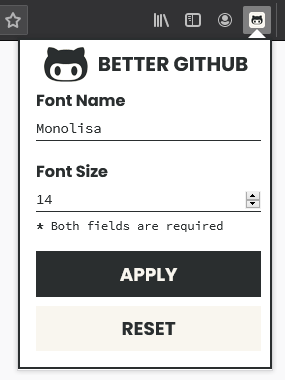 BETTER GITHUB
Font Name
Monolisa
Font Size
14
* Both fields are required
APPLY
RESET